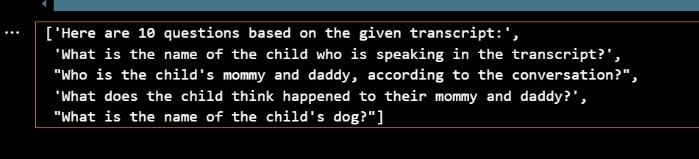 ... ['Here are 10 questions based on the given transcript:',
'What is the name of the child who is speaking in the transcript?',
"Who is the child's mommy and daddy, according to the conversation?",
'What does the child think happened to their mommy and daddy?',
"What is the name of the child's dog?"]